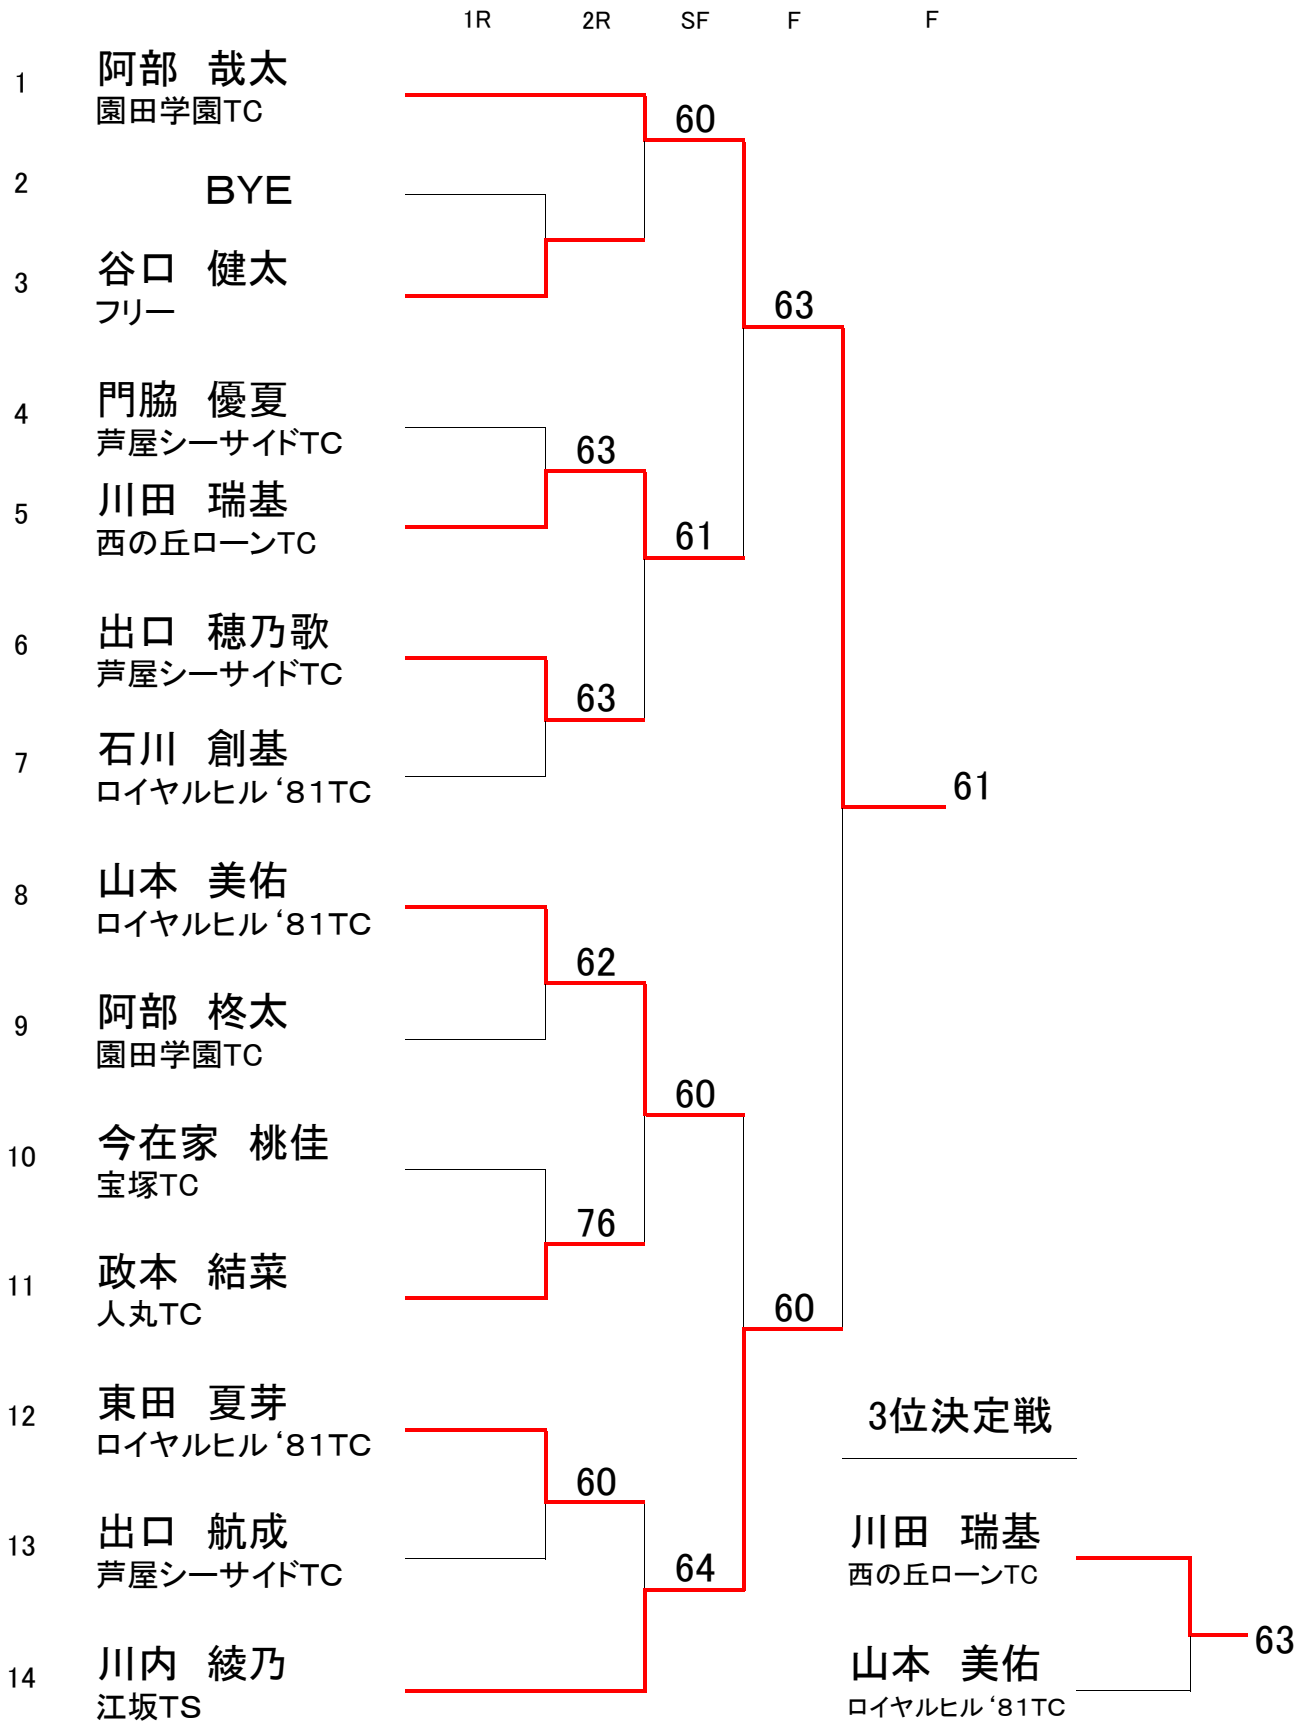 1R 2R SF F F
1 阿部 哉太
園田学園TC
60
2 BYE
3 谷口 健太
フリー
63
4 門脇 優夏
芦屋シーサイドTC
63
5 川田 瑞基
西の丘ローンTC
61
6 出口 穂乃歌
芦屋シーサイドTC
63
7 石川 創基
ロイヤルヒル‘81TC
61
8 山本 美佑
ロイヤルヒル‘81TC
62
9 阿部 柊太
園田学園TC
60
10 今在家 桃佳
宝塚TC
76
11 政本 結菜
人丸TC
60
12 東田 夏芽
ロイヤルヒル‘81TC
60
13 出口 航成
芦屋シーサイドTC
64
14 川内 綾乃
江坂TS
3位決定戦
川田 瑞基
西の丘ローンTC
63
山本 美佑
ロイヤルヒル‘81TC